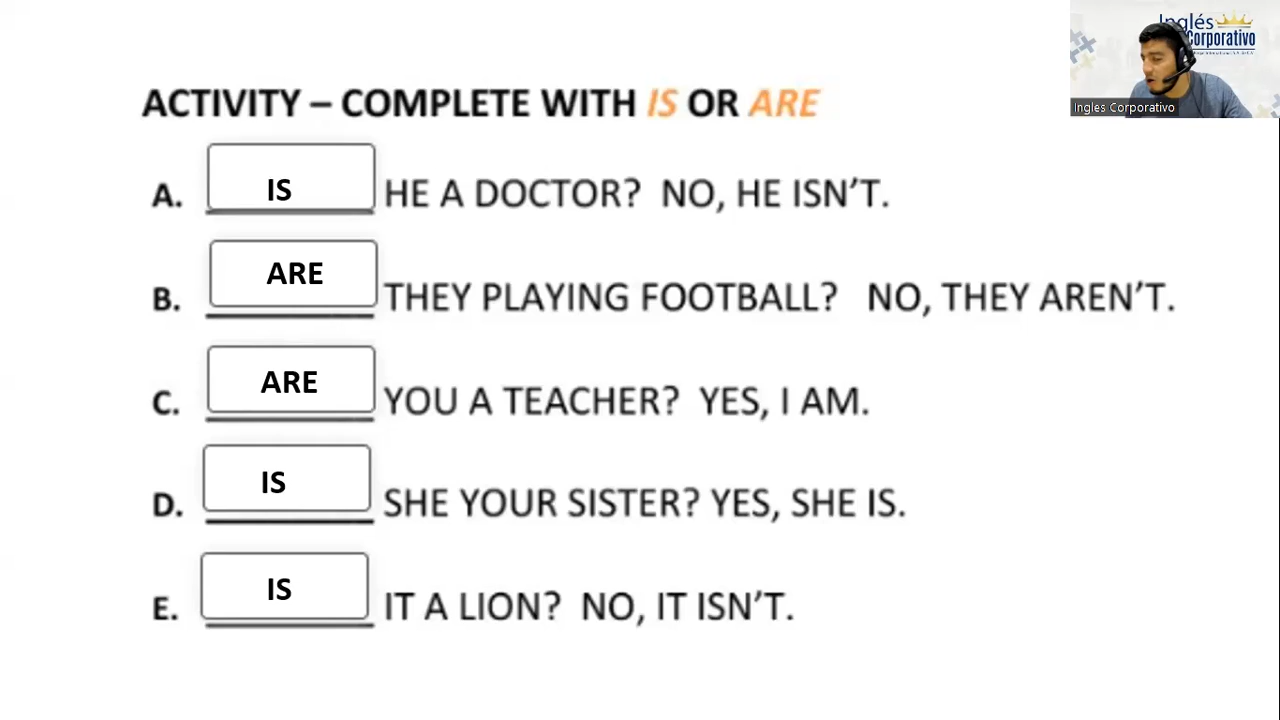 Inglés
Corporativo
Ingles Corporativo
ACTIVITY – COMPLETE WITH IS OR ARE
A. IS HE A DOCTOR? NO, HE ISN'T.
B. ARE THEY PLAYING FOOTBALL? NO, THEY AREN'T.
C. ARE YOU A TEACHER? YES, I AM.
D. IS SHE YOUR SISTER? YES, SHE IS.
E. IS IT A LION? NO, IT ISN'T.